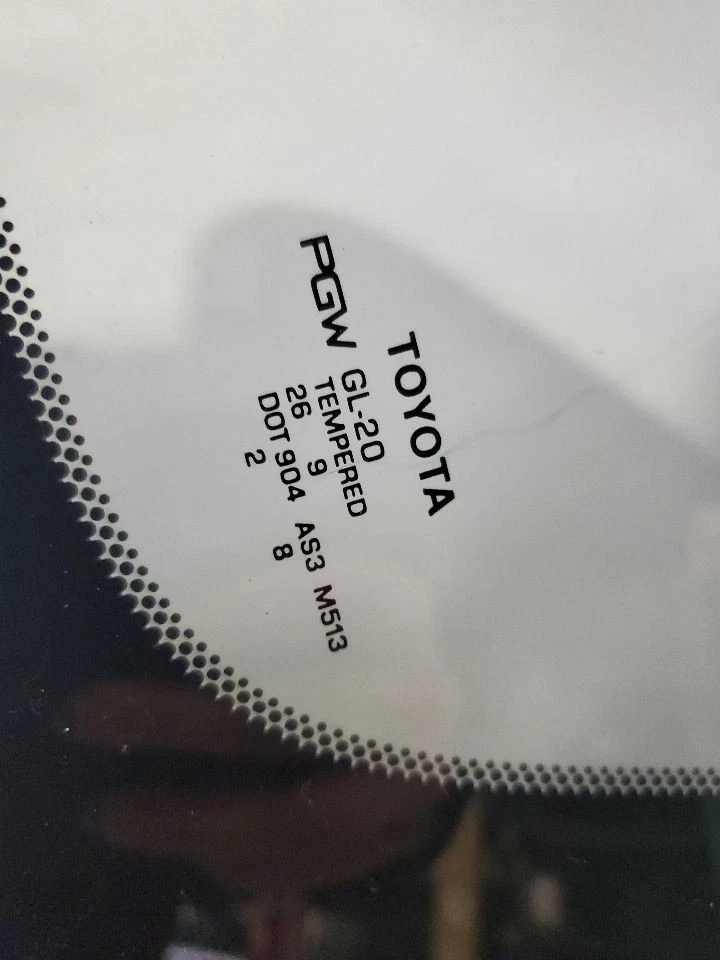 TOYOTA
PGW GL-20
TEMPERED
26 9
DOT 904 AS3 M513
2 8